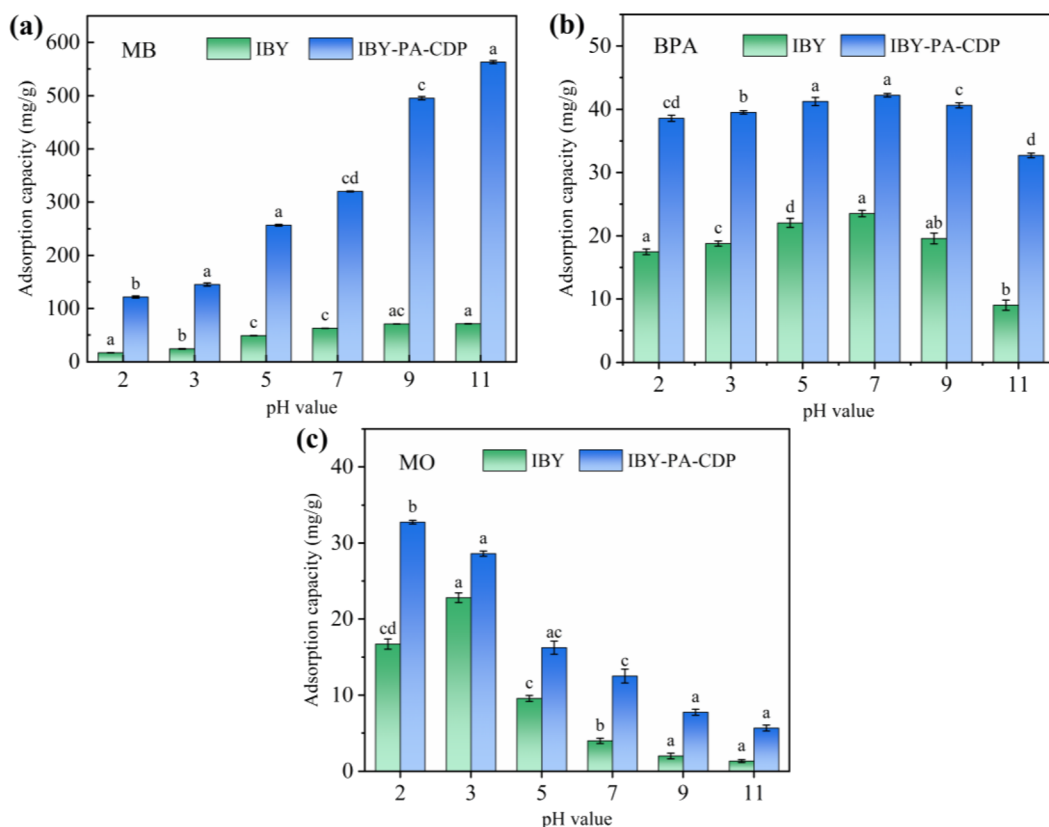 (a)
MB
IBY
IBY-PA-CDP
Adsorption capacity (mg/g)
600
500
400
300
200
100
0
a
b
b
a
c
a
c
cd
ac
c
a
a
2 3 5 7 9 11
pH value
(b)
BPA
IBY
IBY-PA-CDP
Adsorption capacity (mg/g)
50
40
30
20
10
0
a
cd
c
b
d
a
a
a
ab
c
b
d
2 3 5 7 9 11
pH value
(c)
MO
IBY
IBY-PA-CDP
Adsorption capacity (mg/g)
40
30
20
10
0
cd
b
a
a
c
ac
b
c
a
a
a
a
2 3 5 7 9 11
pH value